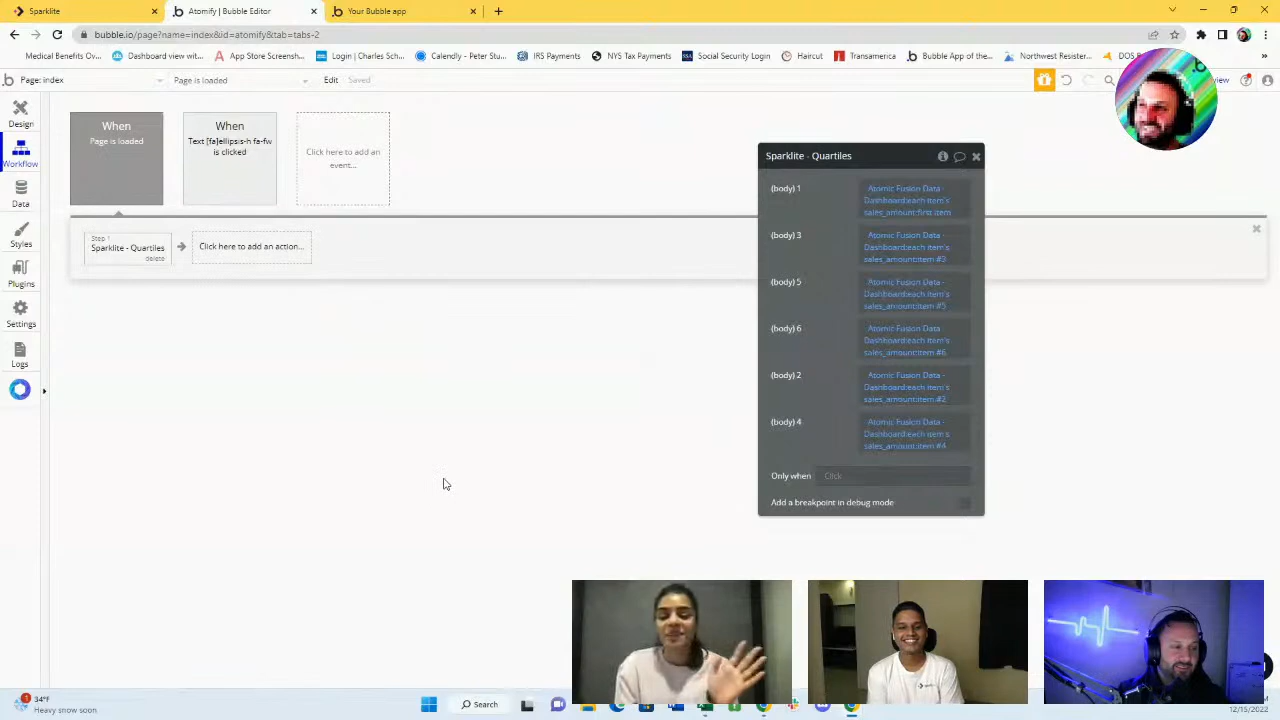 Sparklite
Atomify | Bubble Editor
Your Bubble app
bubble.io/page?name=index&id=atomify&tab=tabs-2
Medical Benefits Ov...
Dashboard view w...
Login | Charles Sch...
Calendar - Peter Stu...
IRS Payments
NYS Tax Payments
Social Security Login
Haircut
Transamerica
Bubble App of the...
Northwest Register...
Page: index
Page is loaded
Edit
Saved
Design
Workflow
Data
Styles
Plugins
Settings
Logs
When
Page is loaded
When
is clicked
Click here to add an
event...
Sparklite - Quartiles
delete
add an action...
Sparklite - Quartiles
(body) 1
Atomic Fusion Data -
Dashboard:each item's
sales_amount:first item
(body) 3
Atomic Fusion Data -
Dashboard:each item's
sales_amount:item #3
(body) 5
Atomic Fusion Data -
Dashboard:each item's
sales_amount:item #5
(body) 6
Atomic Fusion Data -
Dashboard:each item's
sales_amount:item #6
(body) 2
Atomic Fusion Data -
Dashboard:each item's
sales_amount:item #2
(body) 4
Atomic Fusion Data -
Dashboard:each item's
sales_amount:item #4
Only when
Click
Add a breakpoint in debug mode
34°F
Heavy snow soon
Search
12/15/2022